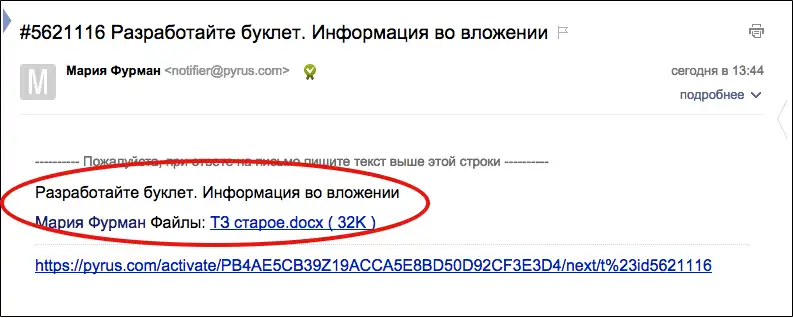 #5621116 Разработайте буклет. Информация во вложении
М
Мария Фурман <notifier@pyrus.com>
сегодня в 13:44
подробнее
---------- Пожалуйста, при ответе на письмо пишите текст выше этой строки ----------
Разработайте буклет. Информация во вложении
Мария Фурман Файлы: ТЗ старое.docx ( 32K )
https://pyrus.com/activate/PB4AE5CB39Z19ACCA5E8BD50D92CF3E3D4/next/t%23id5621116